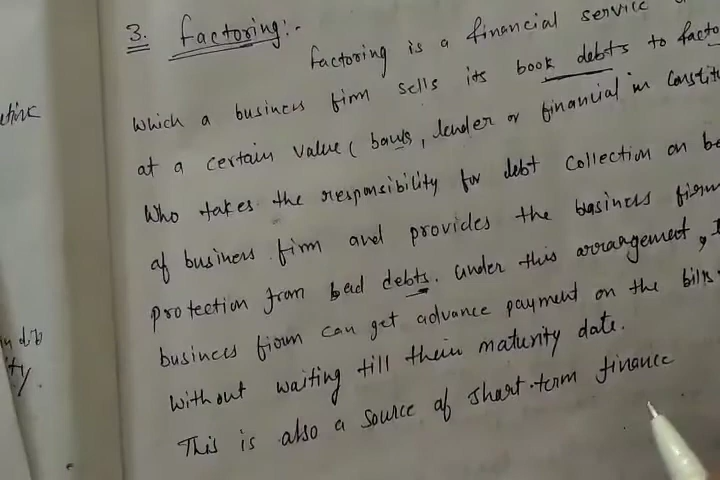 3. Factoring:-
Factoring is a financial service
which a business firm sells its book debts to facto
at a certain value ( banks, lender or financial in constitu
who takes the responsibility for debt collection on be
of business firm and provides the business firm
protection from bad debts. under this arrangement,
business firm can get advance payment on the bills
without waiting till their maturity date.
This is also a source of short-term finance